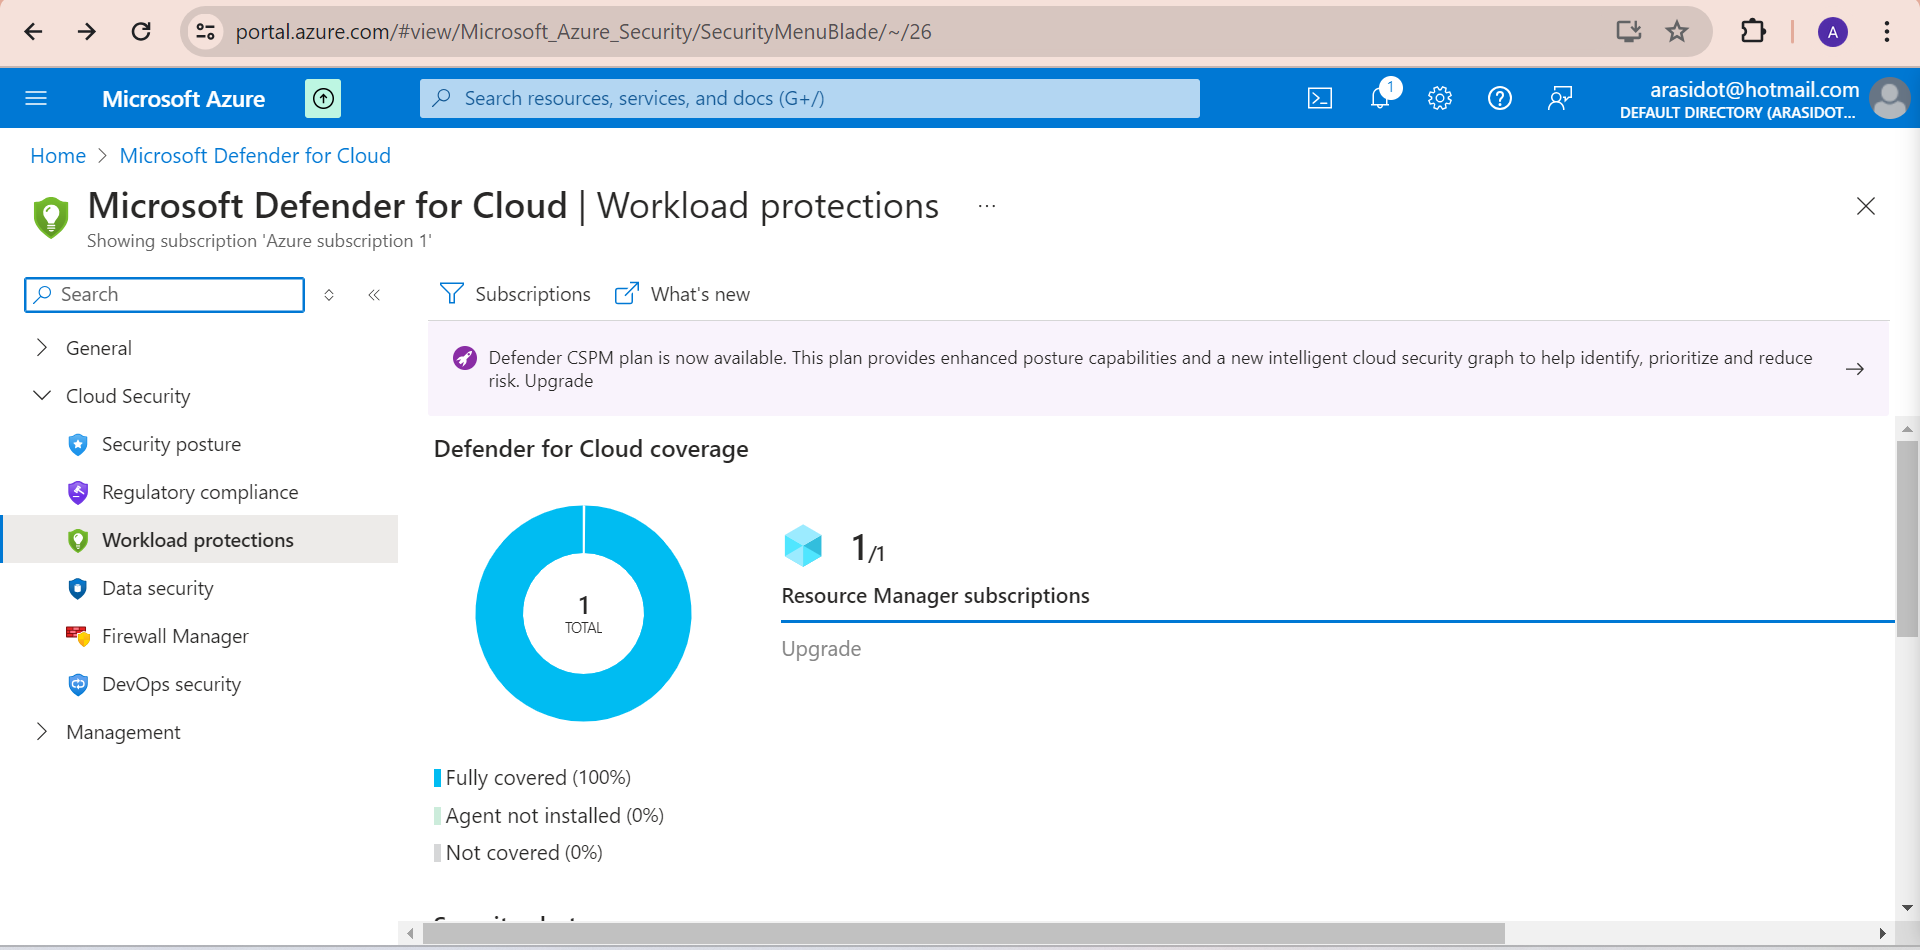 portal.azure.com/#view/Microsoft_Azure_Security/SecurityMenuBlade/~/26
A
Microsoft Azure
Search resources, services, and docs (G+/)
1
arasidot@hotmail.com
DEFAULT DIRECTORY (ARASIDOT...
Home > Microsoft Defender for Cloud
Microsoft Defender for Cloud | Workload protections ...
Showing subscription 'Azure subscription 1'
Search
Subscriptions
What's new
General
Cloud Security
Security posture
Regulatory compliance
Workload protections
Data security
Firewall Manager
DevOps security
Management
Defender CSPM plan is now available. This plan provides enhanced posture capabilities and a new intelligent cloud security graph to help identify, prioritize and reduce
risk. Upgrade
Defender for Cloud coverage
1
TOTAL
1/1
Resource Manager subscriptions
Upgrade
Fully covered (100%)
Agent not installed (0%)
Not covered (0%)